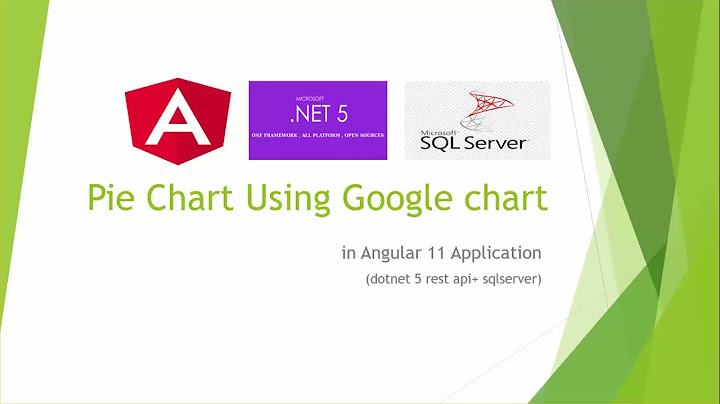 A
MICROSOFT
.NET 5
ONE FRAMEWORK , ALL PLATFORM , OPEN SOURCES
Microsoft
SQL Server
Pie Chart Using Google chart
in Angular 11 Application
(dotnet 5 rest api+ sqlserver)